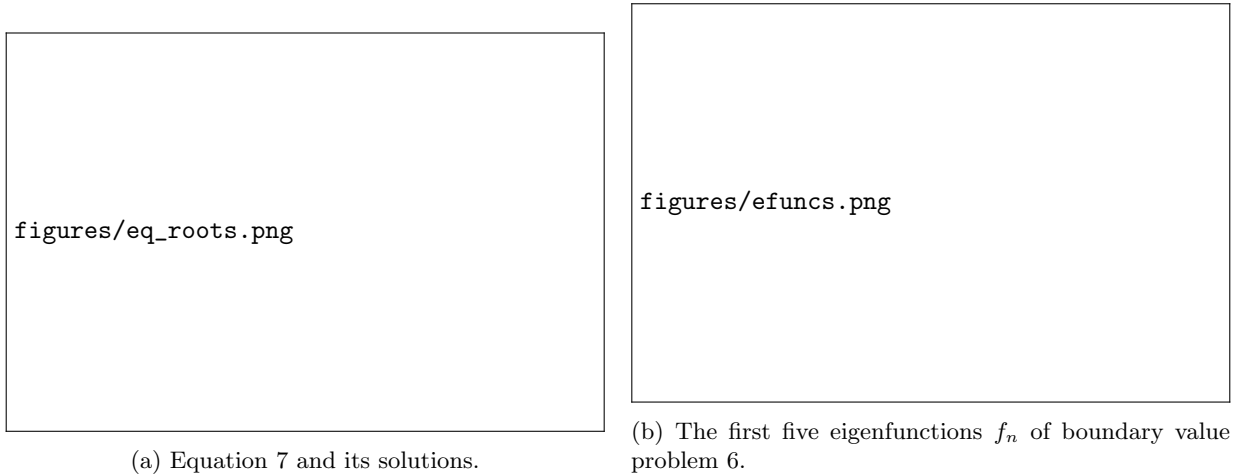 figures/eq_roots.png
(a) Equation 7 and its solutions.
figures/efuncs.png
(b) The first five eigenfunctions fₙ of boundary value
problem 6.